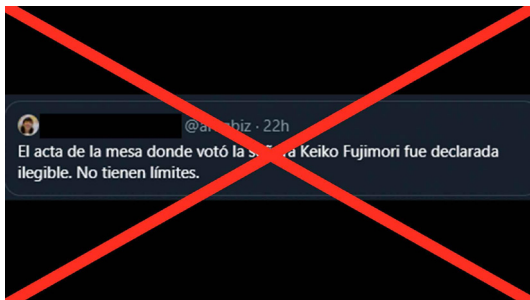 · 22h
El acta de la mesa donde votó la Keiko Fujimori fue declarada
ilegible. No tienen límites.